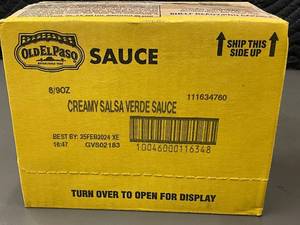 OLD EL PASO
SAUCE
SHIP THIS
SIDE UP
8/9OZ
111634760
CREAMY SALSA VERDE SAUCE
BEST BY: 25FEB2024 XE
16:47 GVS02183
10046000116348
TURN OVER TO OPEN FOR DISPLAY